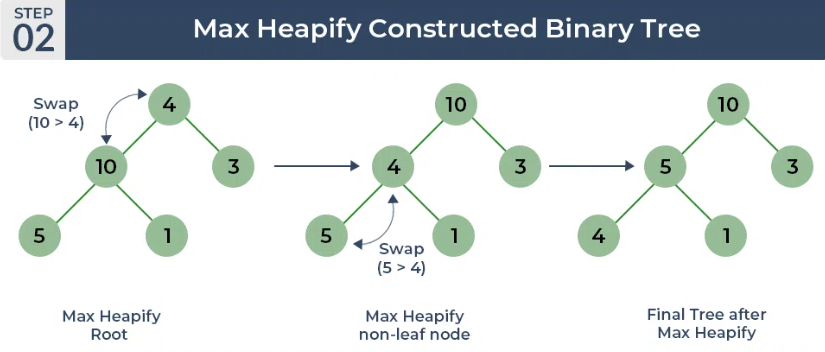 STEP
02
Max Heapify Constructed Binary Tree
Swap
(10 > 4)
4
10
3
5
1
Max Heapify
Root
10
4
3
5
1
Swap
(5 > 4)
Max Heapify
non-leaf node
10
5
3
4
1
Final Tree after
Max Heapify